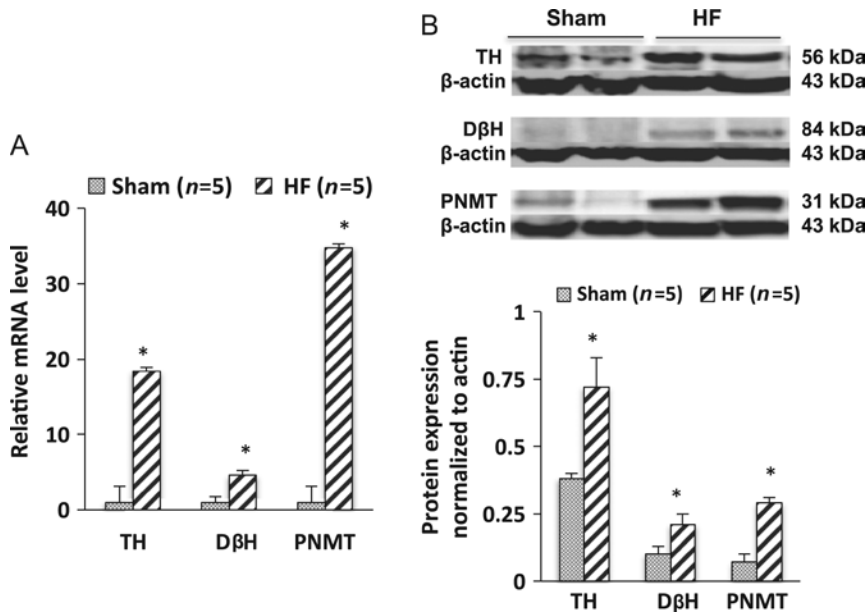 A
Sham (n=5) HF (n=5)
Relative mRNA level
40
30
20
10
0
*
*
*
TH DβH PNMT
B
Sham HF
TH 56 kDa
β-actin 43 kDa
DβH 84 kDa
β-actin 43 kDa
PNMT 31 kDa
β-actin 43 kDa
Sham (n=5) HF (n=5)
Protein expression
normalized to actin
1
0.75
0.5
0.25
0
*
*
*
TH DβH PNMT